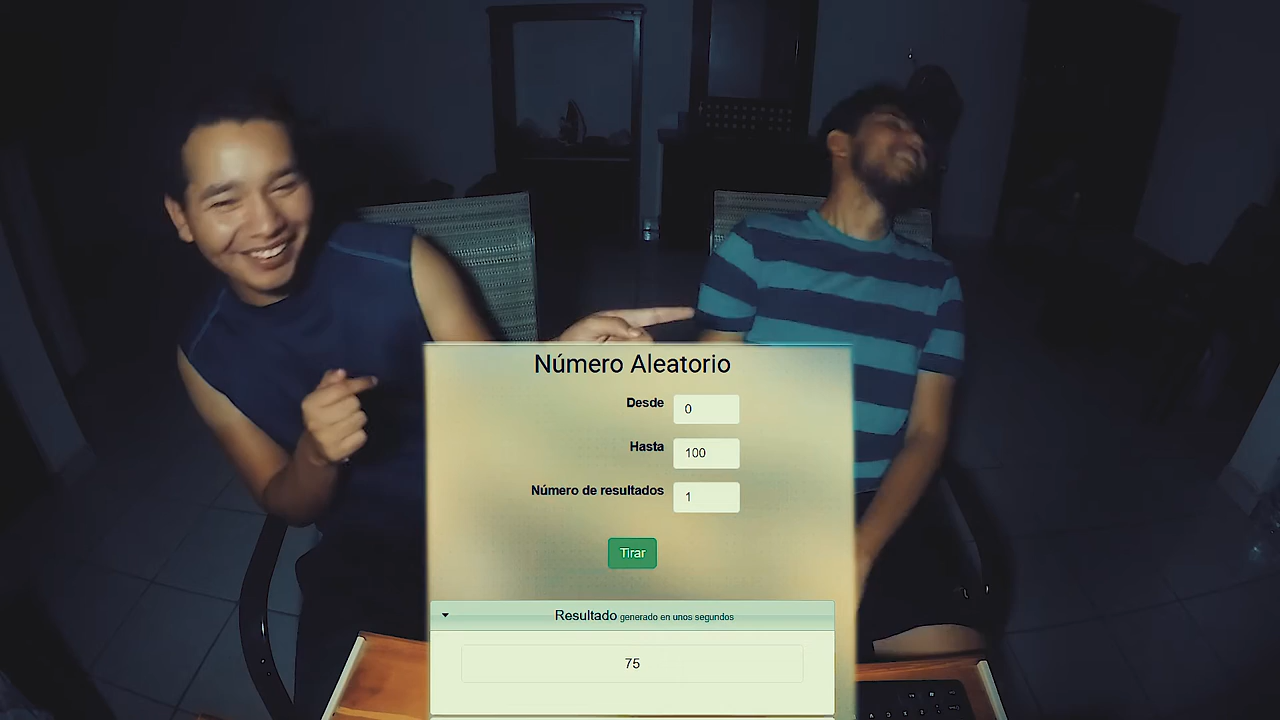 Número Aleatorio
Desde 0
Hasta 100
Número de resultados 1
Tirar
Resultado generado en unos segundos
75